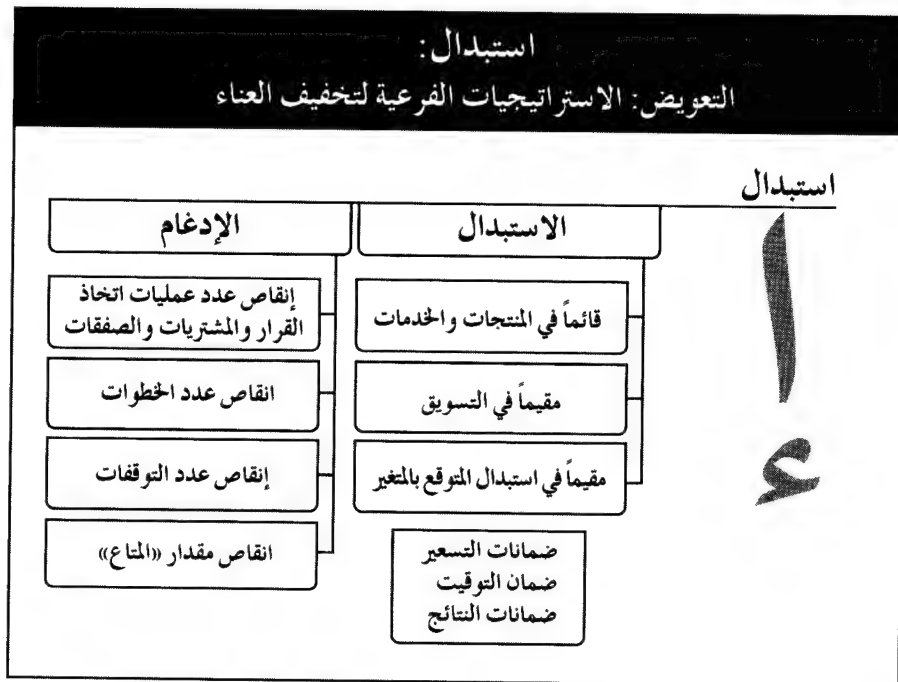 استبدال:
التعويض: الاستراتيجيات الفرعية لتخفيف العناء
استبدال
ا
ء
الاستبدال
قائماً في المنتجات والخدمات
مقيماً في التسويق
مقيماً في استبدال المتوقع بالمتغير
ضمانات التسعير
ضمان التوقيت
ضمانات النتائج
الإدغام
إنقاص عدد عمليات اتخاذ
القرار والمشتريات والصفقات
انقاص عدد الخطوات
إنقاص عدد التوقفات
انقاص مقدار «المتاع»